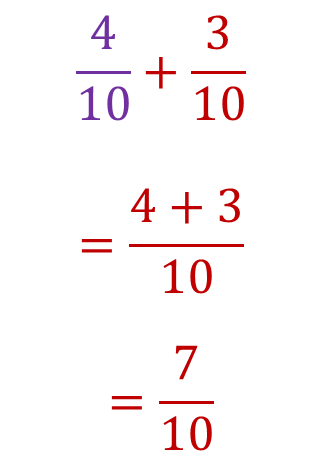 4/10 + 3/10
= (4 + 3)/10
= 7/10